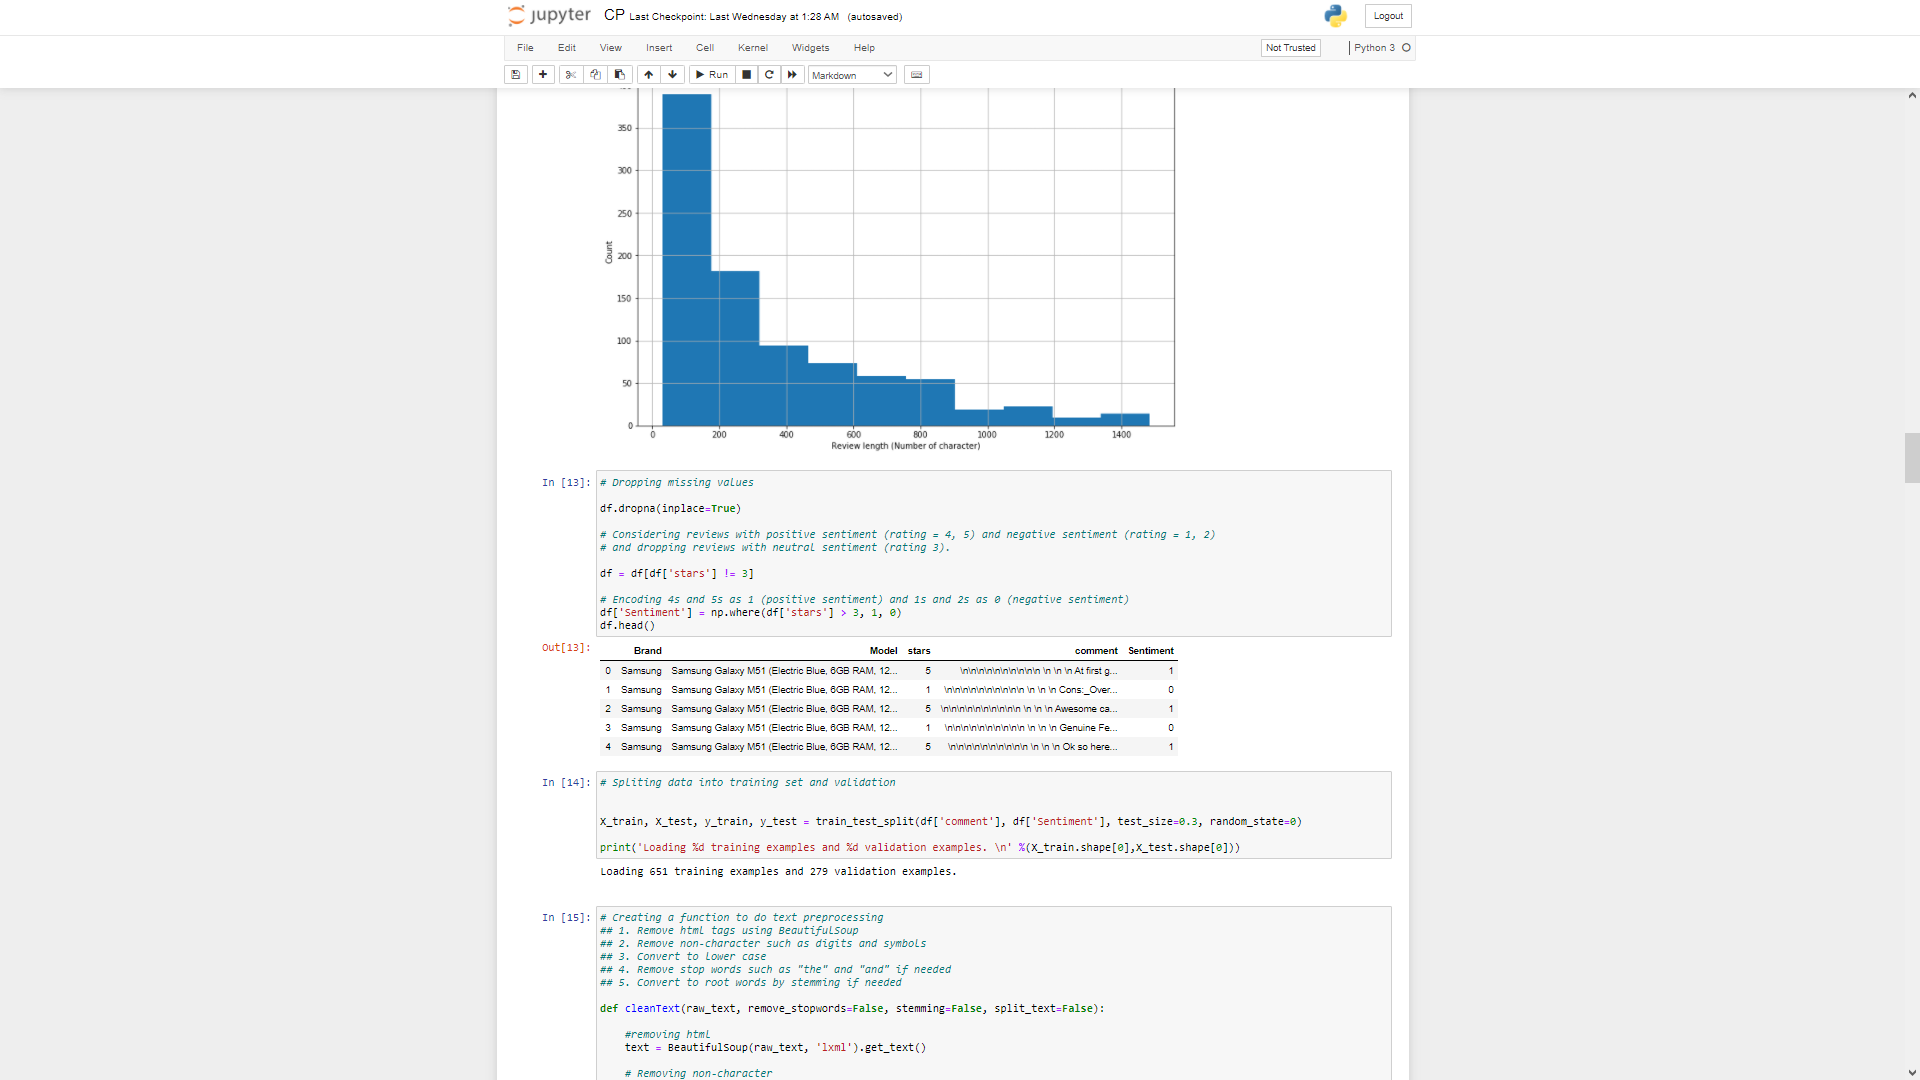 jupyter CP Last Checkpoint: Last Wednesday at 1:28 AM (autosaved)
Logout
File Edit View Insert Cell Kernel Widgets Help
Not Trusted
Python 3
Run
Markdown
350
300
250
200
150
100
50
0
Count
0 200 400 600 800 1000 1200 1400
Review length (Number of character)
In [13]:
# Dropping missing values
df.dropna(inplace=True)
# Considering reviews with positive sentiment (rating = 4, 5) and negative sentiment (rating = 1, 2)
# and dropping reviews with neutral sentiment (rating 3).
df = df[df['stars'] != 3]
# Encoding 4s and 5s as 1 (positive sentiment) and 1s and 2s as 0 (negative sentiment)
df['Sentiment'] = np.where(df['stars'] > 3, 1, 0)
df.head()
Out[13]:
Brand Model stars comment Sentiment
0 Samsung Samsung Galaxy M51 (Electric Blue, 6GB RAM, 12... 5 \n\n\n\n\n\n\n\n\n\n \n \n \n At first g... 1
1 Samsung Samsung Galaxy M51 (Electric Blue, 6GB RAM, 12... 1 \n\n\n\n\n\n\n\n\n\n \n \n \n Cons:_Over... 0
2 Samsung Samsung Galaxy M51 (Electric Blue, 6GB RAM, 12... 5 \n\n\n\n\n\n\n\n\n\n \n \n \n Awesome ca... 1
3 Samsung Samsung Galaxy M51 (Electric Blue, 6GB RAM, 12... 1 \n\n\n\n\n\n\n\n\n\n \n \n \n Genuine Fe... 0
4 Samsung Samsung Galaxy M51 (Electric Blue, 6GB RAM, 12... 5 \n\n\n\n\n\n\n\n\n\n \n \n \n Ok so here... 1
In [14]:
# Spliting data into training set and validation
X_train, X_test, y_train, y_test = train_test_split(df['comment'], df['Sentiment'], test_size=0.3, random_state=0)
print('Loading %d training examples and %d validation examples. \n' %(X_train.shape[0],X_test.shape[0]))
Loading 651 training examples and 279 validation examples.
In [15]:
# Creating a function to do text preprocessing
## 1. Remove html tags using BeautifulSoup
## 2. Remove non-character such as digits and symbols
## 3. Convert to lower case
## 4. Remove stop words such as "the" and "and" if needed
## 5. Convert to root words by stemming if needed
def cleanText(raw_text, remove_stopwords=False, stemming=False, split_text=False):
#removing html
text = BeautifulSoup(raw_text, 'lxml').get_text()
# Removing non-character